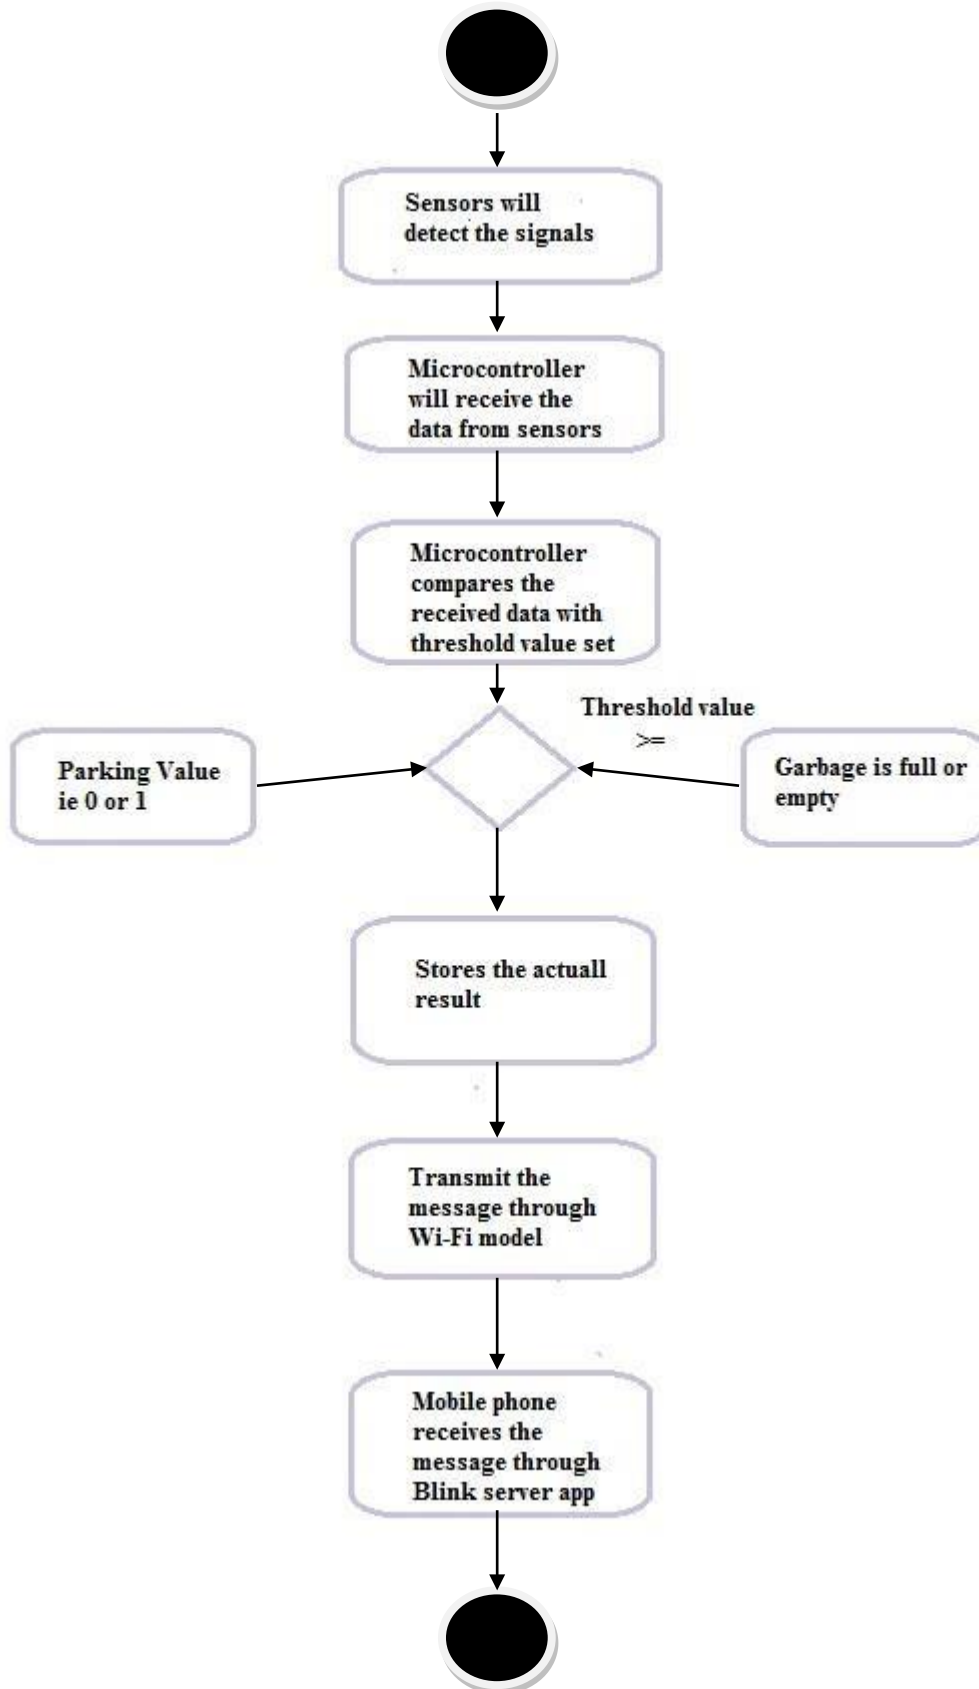 Sensors will
detect the signals
Microcontroller
will receive the
data from sensors
Microcontroller
compares the
received data with
threshold value set
Threshold value
>=
Parking Value
ie 0 or 1
Garbage is full or
empty
Stores the actuall
result
Transmit the
message through
Wi-Fi model
Mobile phone
receives the
message through
Blink server app